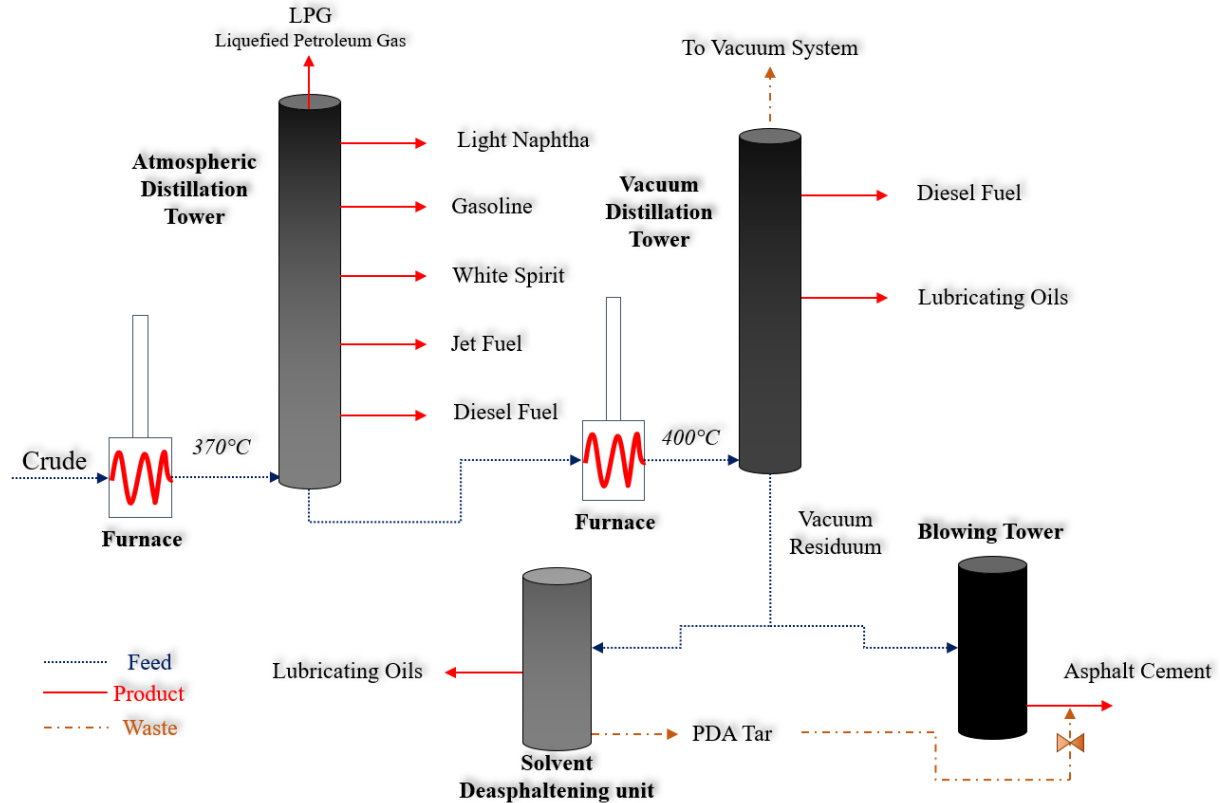 LPG
Liquefied Petroleum Gas
To Vacuum System
Light Naphtha
Atmospheric
Distillation
Tower
Gasoline
White Spirit
Jet Fuel
Diesel Fuel
Vacuum
Distillation
Tower
Diesel Fuel
Lubricating Oils
Crude
370°C
Furnace
400°C
Furnace
Vacuum
Residuum
Blowing Tower
Feed
Product
Waste
Lubricating Oils
PDA Tar
Asphalt Cement
Solvent
Deasphaltening unit